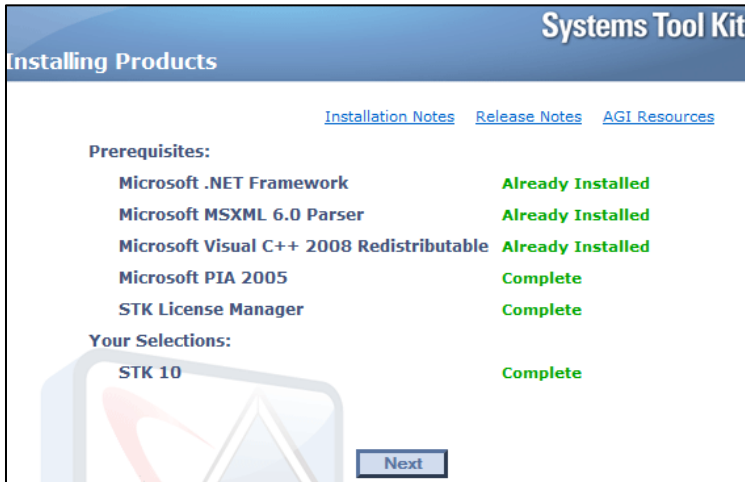 Systems Tool Kit
Installing Products
Installation Notes Release Notes AGI Resources
Prerequisites:
Microsoft .NET Framework Already Installed
Microsoft MSXML 6.0 Parser Already Installed
Microsoft Visual C++ 2008 Redistributable Already Installed
Microsoft PIA 2005 Complete
STK License Manager Complete
Your Selections:
STK 10 Complete
Next